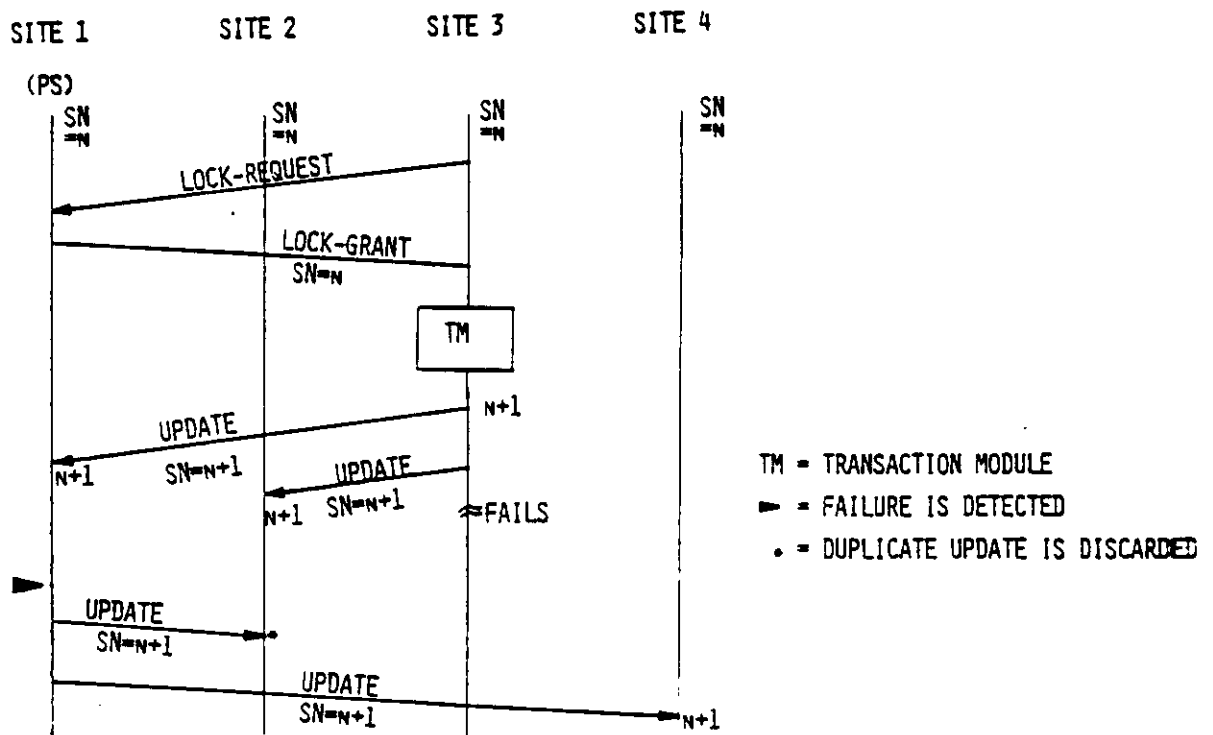 SITE 1 SITE 2 SITE 3 SITE 4
(PS)
SN =N
SN =N
SN =N
SN =N
LOCK-REQUEST
LOCK-GRANT
SN=N
TM
N+1
UPDATE
SN=N+1
N+1
UPDATE
SN=N+1
N+1
≈FAILS
TM = TRANSACTION MODULE
► = FAILURE IS DETECTED
• = DUPLICATE UPDATE IS DISCARDED
UPDATE
SN=N+1
UPDATE
SN=N+1
N+1